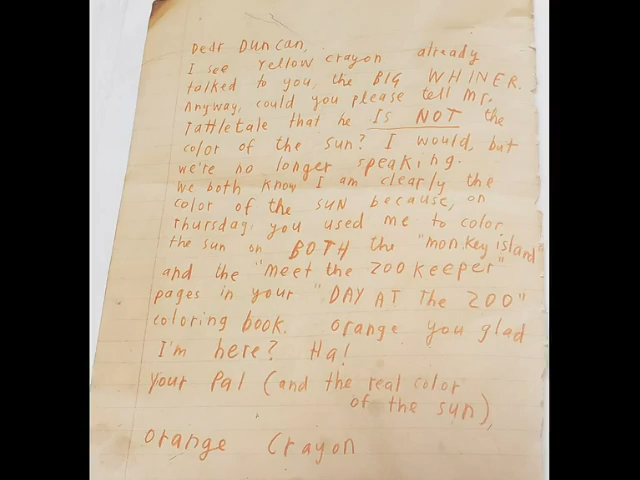 Dear Duncan,
I see Yellow crayon already
talked to you, the BIG WHINER.
Anyway, could you please tell Mr.
Tattletale that he IS NOT the
color of the sun? I would, but
we're no longer speaking.
we both know I am clearly the
color of the SUN because, on
Thursday, you used me to color
the sun on BOTH the "monkey island"
and the "meet the zookeeper"
pages in your "DAY AT The ZOO"
coloring book. orange you glad
I'm here? Ha!
your Pal (and the real color
of the sun),
orange crayon